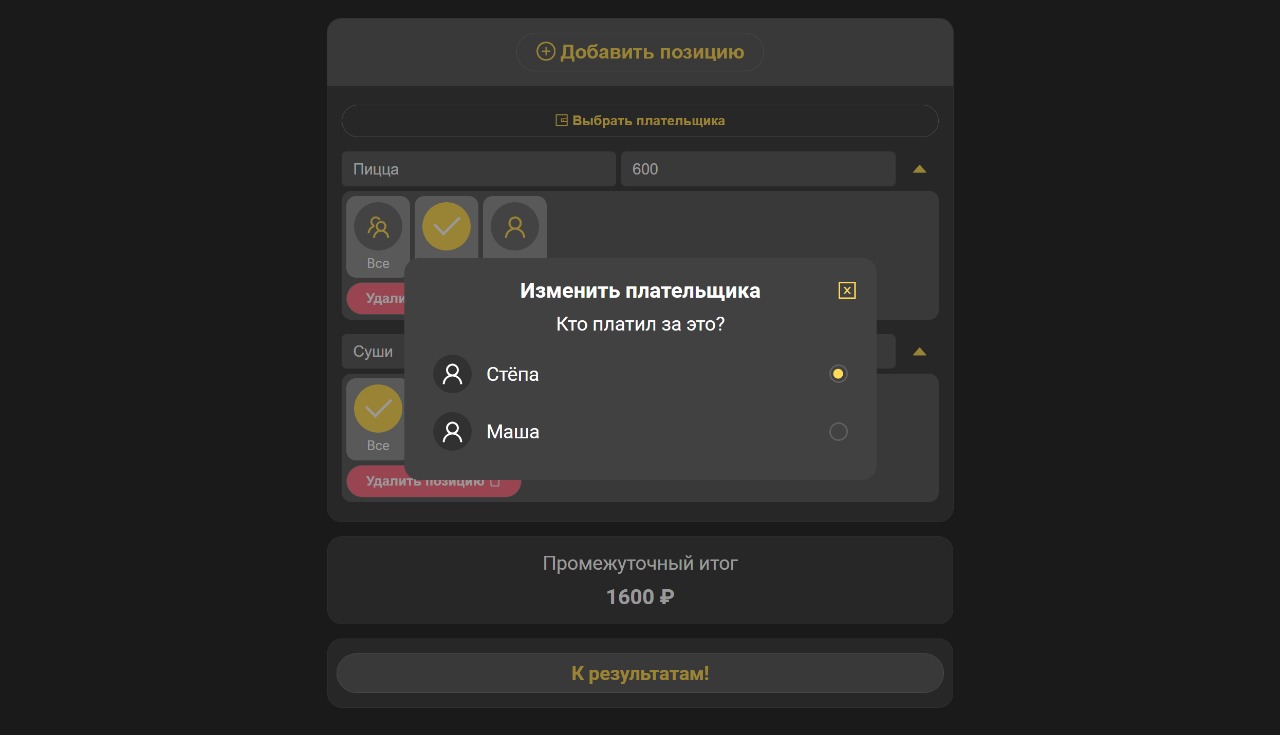 Добавить позицию
Выбрать плательщика
Пицца 600
Все
Изменить плательщика
Кто платил за это?
Суши
Стёпа
Маша
Все
Удалить позицию
Промежуточный итог
1600 ₽
К результатам!